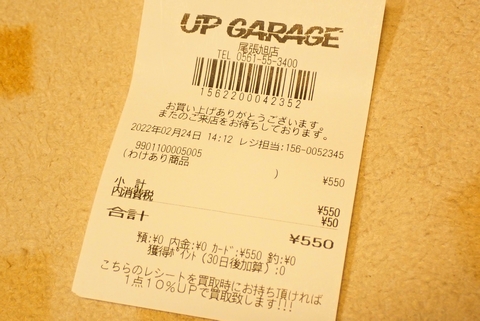 UP GARAGE
尾張旭店
TEL 0561-55-3400
1562200042352
お買い上げありがとうございます。
またのご来店をお待ちしております。
2022年02月24日 14:12 レジ担当:156-0052345
9901100005005
(わけあり商品 )
¥550
小 計 ¥550
内消費税 ¥50
合計 ¥550
預:¥0 内金:¥0 カード:¥550 釣:¥0
獲得ポイント(30日後加算):0
こちらのレシートを買取時にお持ち頂ければ
1点10%UPで買取致します!!!